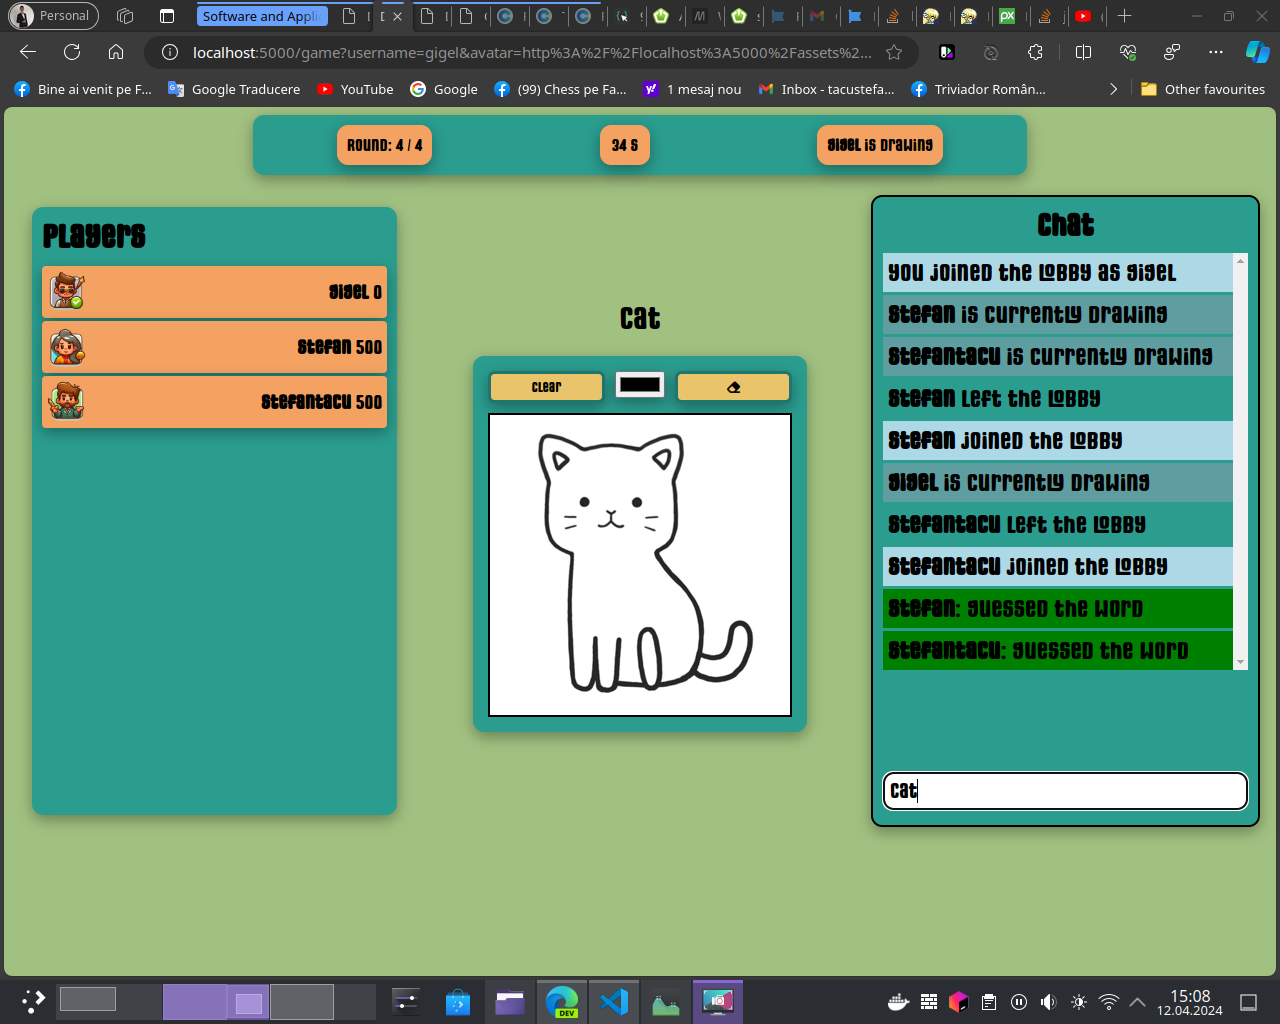 Personal
Software and Appli
localhost:5000/game?username=gigel&avatar=http%3A%2F%2Flocalhost%3A5000%2Fassets%2...
Bine ai venit pe F...
Google Traducere
YouTube
Google
(99) Chess pe Fa...
1 mesaj nou
Inbox - tacustefa...
Triviador Român...
Other favourites
Round: 4 / 4
34 s
gigel is drawing
Players
gigel 0
Stefan 500
Stefantacu 500
Cat
clear
Chat
You joined the lobby as gigel
Stefan is currently drawing
Stefantacu is currently drawing
Stefan left the lobby
Stefan joined the lobby
gigel is currently drawing
Stefantacu left the lobby
Stefantacu joined the lobby
Stefan: guessed the word
Stefantacu: guessed the word
Cat
DEV
15:08
12.04.2024